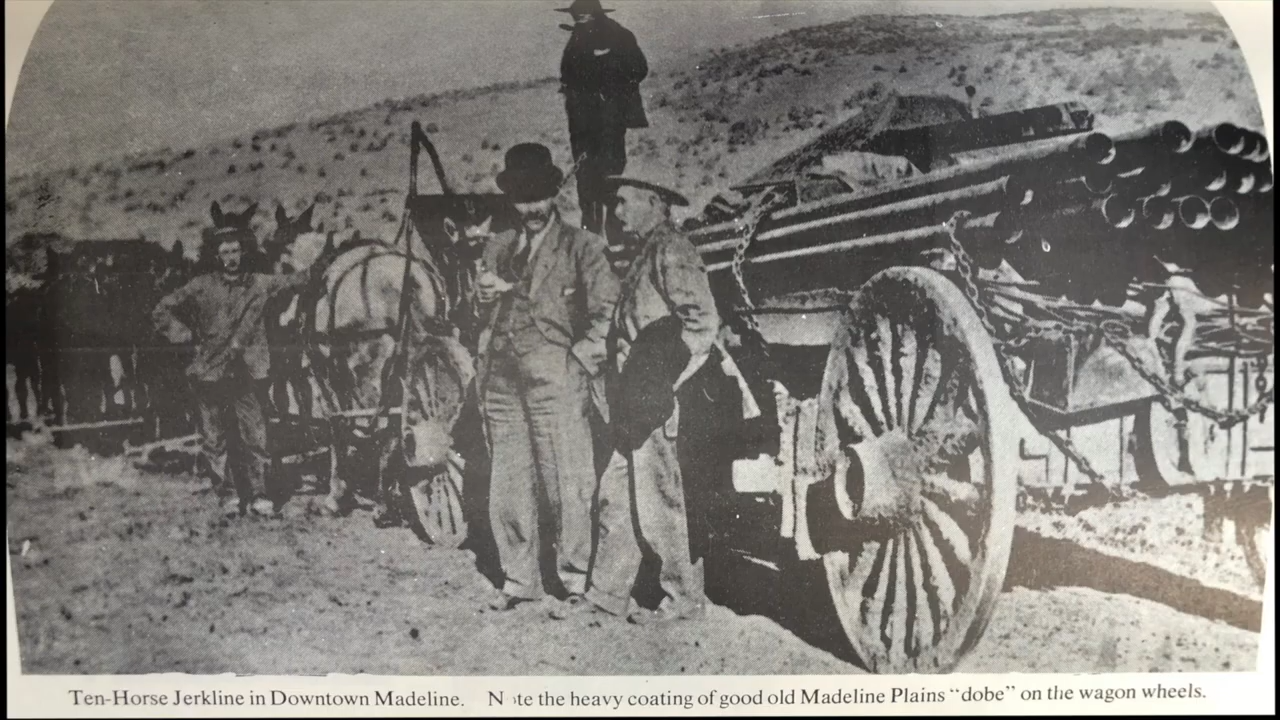 Ten-Horse Jerkline in Downtown Madeline. Note the heavy coating of good old Madeline Plains “dobe” on the wagon wheels.